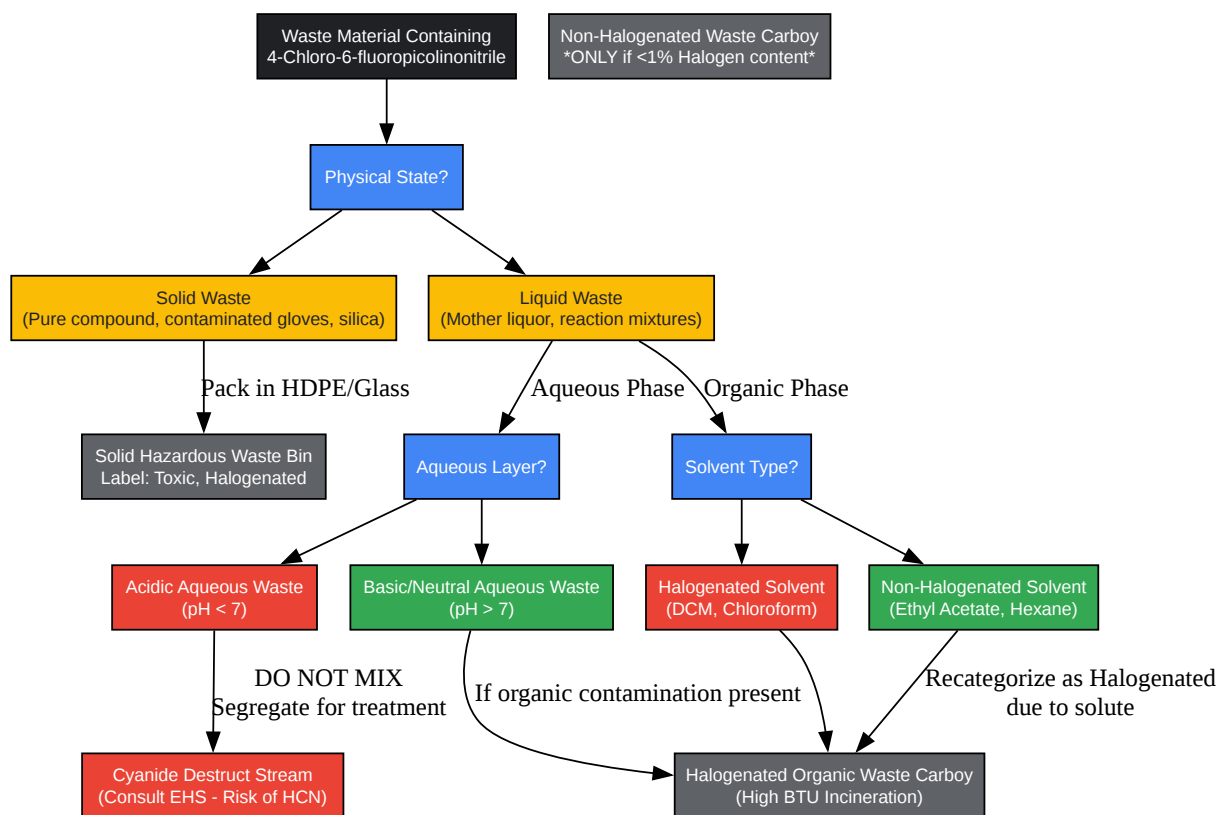 Waste Material Containing
4-Chloro-6-fluoropicolinonitrile
Non-Halogenated Waste Carboy
*ONLY if <1% Halogen content*
Physical State?
Solid Waste
(Pure compound, contaminated gloves, silica)
Liquid Waste
(Mother liquor, reaction mixtures)
Pack in HDPE/Glass
Aqueous Phase
Organic Phase
Solid Hazardous Waste Bin
Label: Toxic, Halogenated
Aqueous Layer?
Solvent Type?
Acidic Aqueous Waste
(pH < 7)
Basic/Neutral Aqueous Waste
(pH > 7)
Halogenated Solvent
(DCM, Chloroform)
Non-Halogenated Solvent
(Ethyl Acetate, Hexane)
DO NOT MIX
Segregate for treatment
If organic contamination present
Recategorize as Halogenated
due to solute
Cyanide Destruct Stream
(Consult EHS - Risk of HCN)
Halogenated Organic Waste Carboy
(High BTU Incineration)